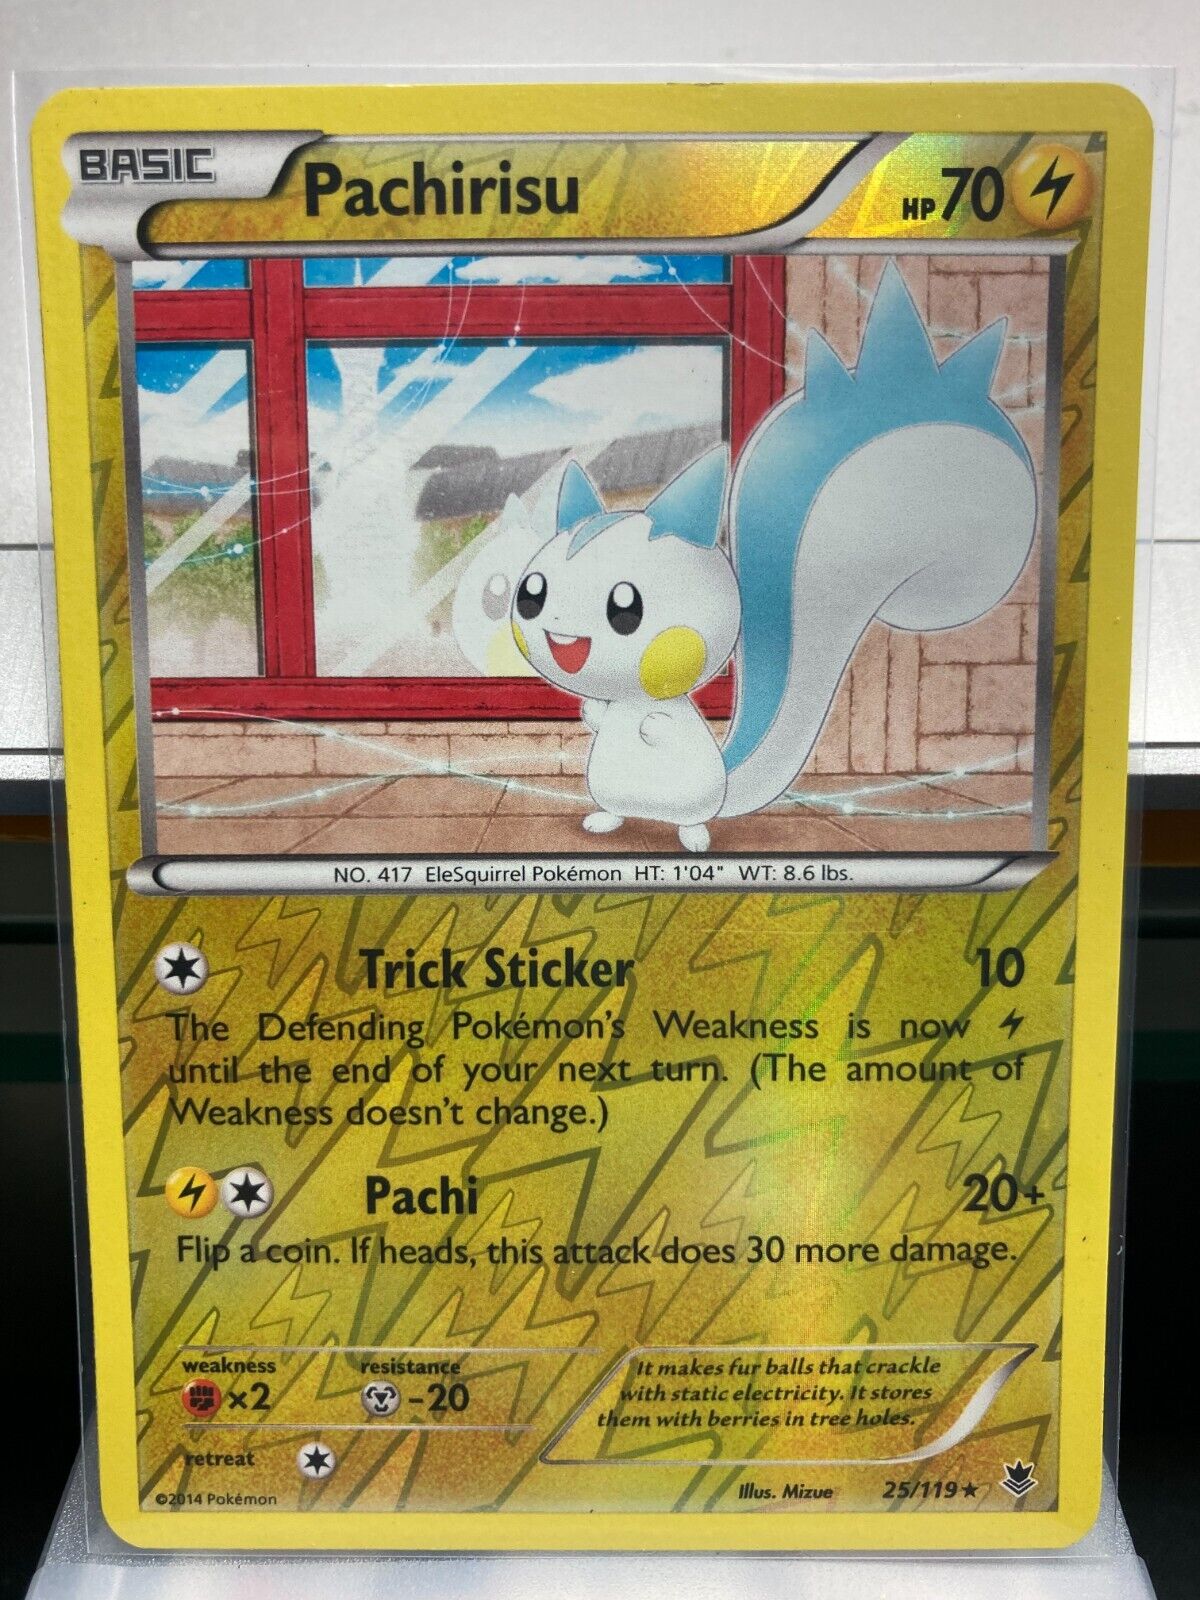 BASIC
Pachirisu
HP 70
NO. 417 EleSquirrel Pokémon HT: 1'04" WT: 8.6 lbs.
Trick Sticker 10
The Defending Pokémon's Weakness is now
until the end of your next turn. (The amount of
Weakness doesn't change.)
Pachi 20+
Flip a coin. If heads, this attack does 30 more damage.
weakness resistance
×2 -20
retreat
It makes fur balls that crackle
with static electricity. It stores
them with berries in tree holes.
©2014 Pokémon Illus. Mizue 25/119★